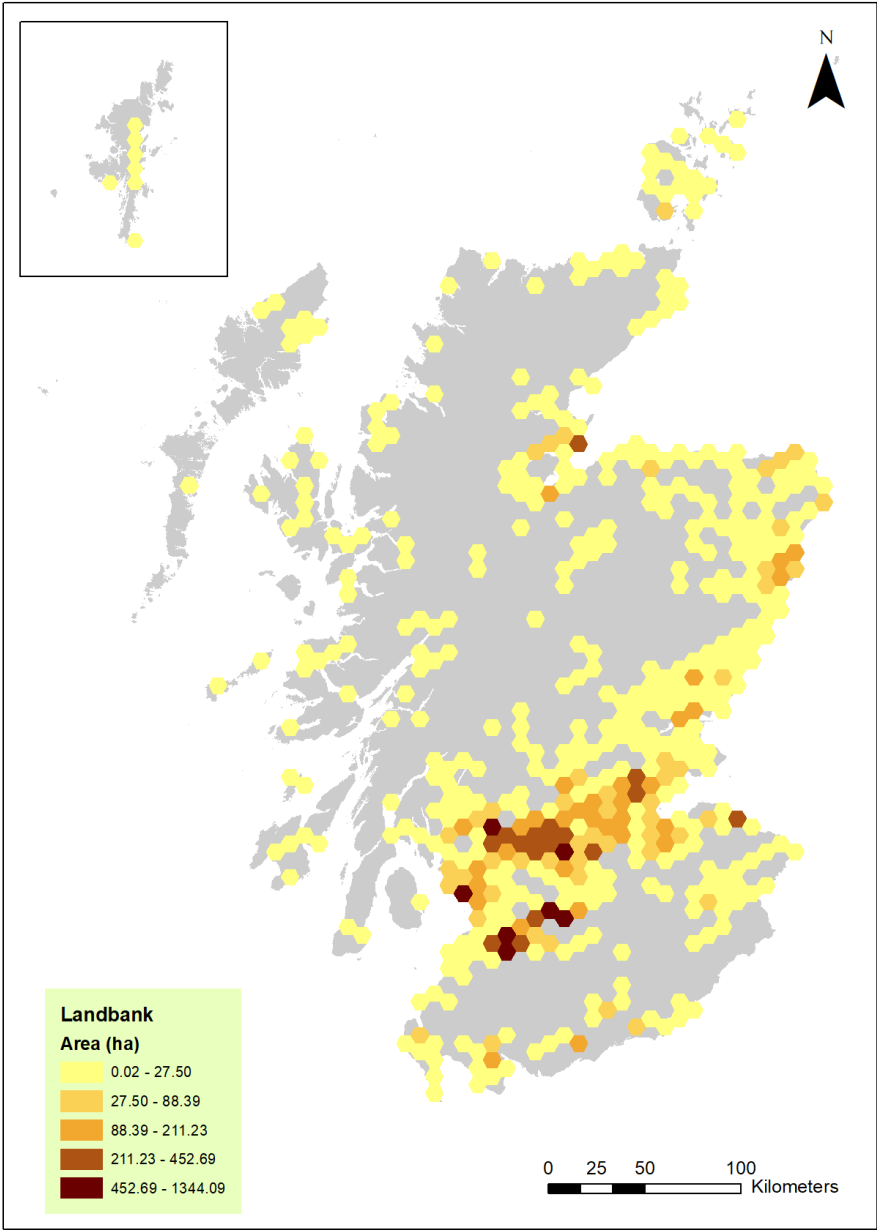 N
Landbank
Area (ha)
0.02 - 27.50
27.50 - 88.39
88.39 - 211.23
211.23 - 452.69
452.69 - 1344.09
0 25 50 100
Kilometers